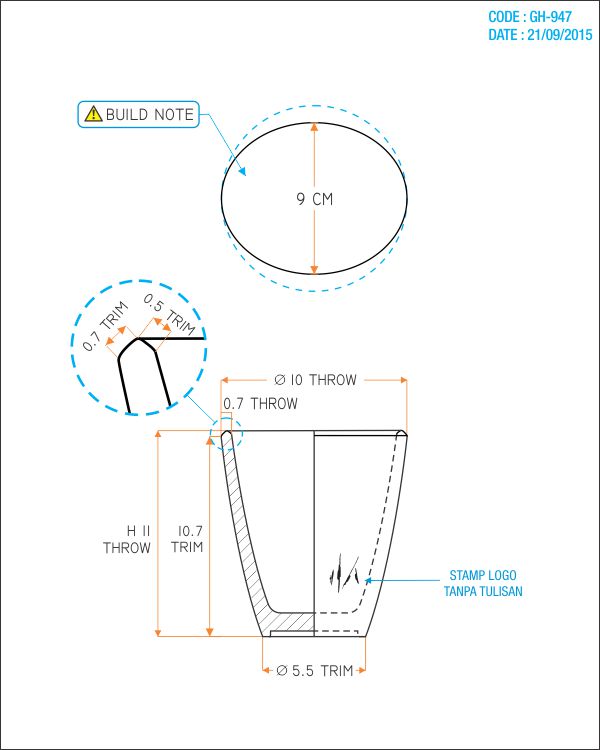 CODE : GH-947
DATE : 21/09/2015
BUILD NOTE
9 CM
0.7 TRIM
0.5 TRIM
Ø 10 THROW
0.7 THROW
H 11
THROW
10.7
TRIM
STAMP LOGO
TANPA TULISAN
Ø 5.5 TRIM